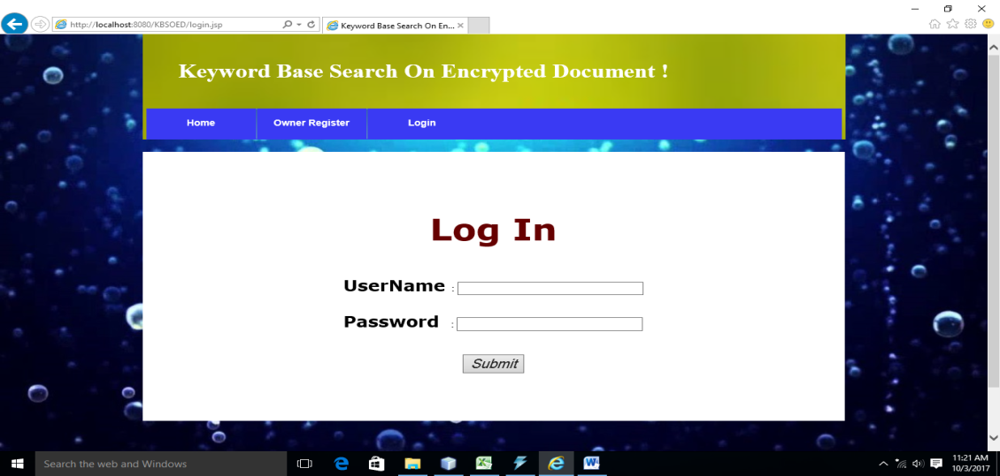 http://localhost:8080/KBSOED/login.jsp
Keyword Base Search On En...
Keyword Base Search On Encrypted Document !
Home Owner Register Login
Log In
UserName :
Password :
Submit
Search the web and Windows
11:21 AM
10/3/2017